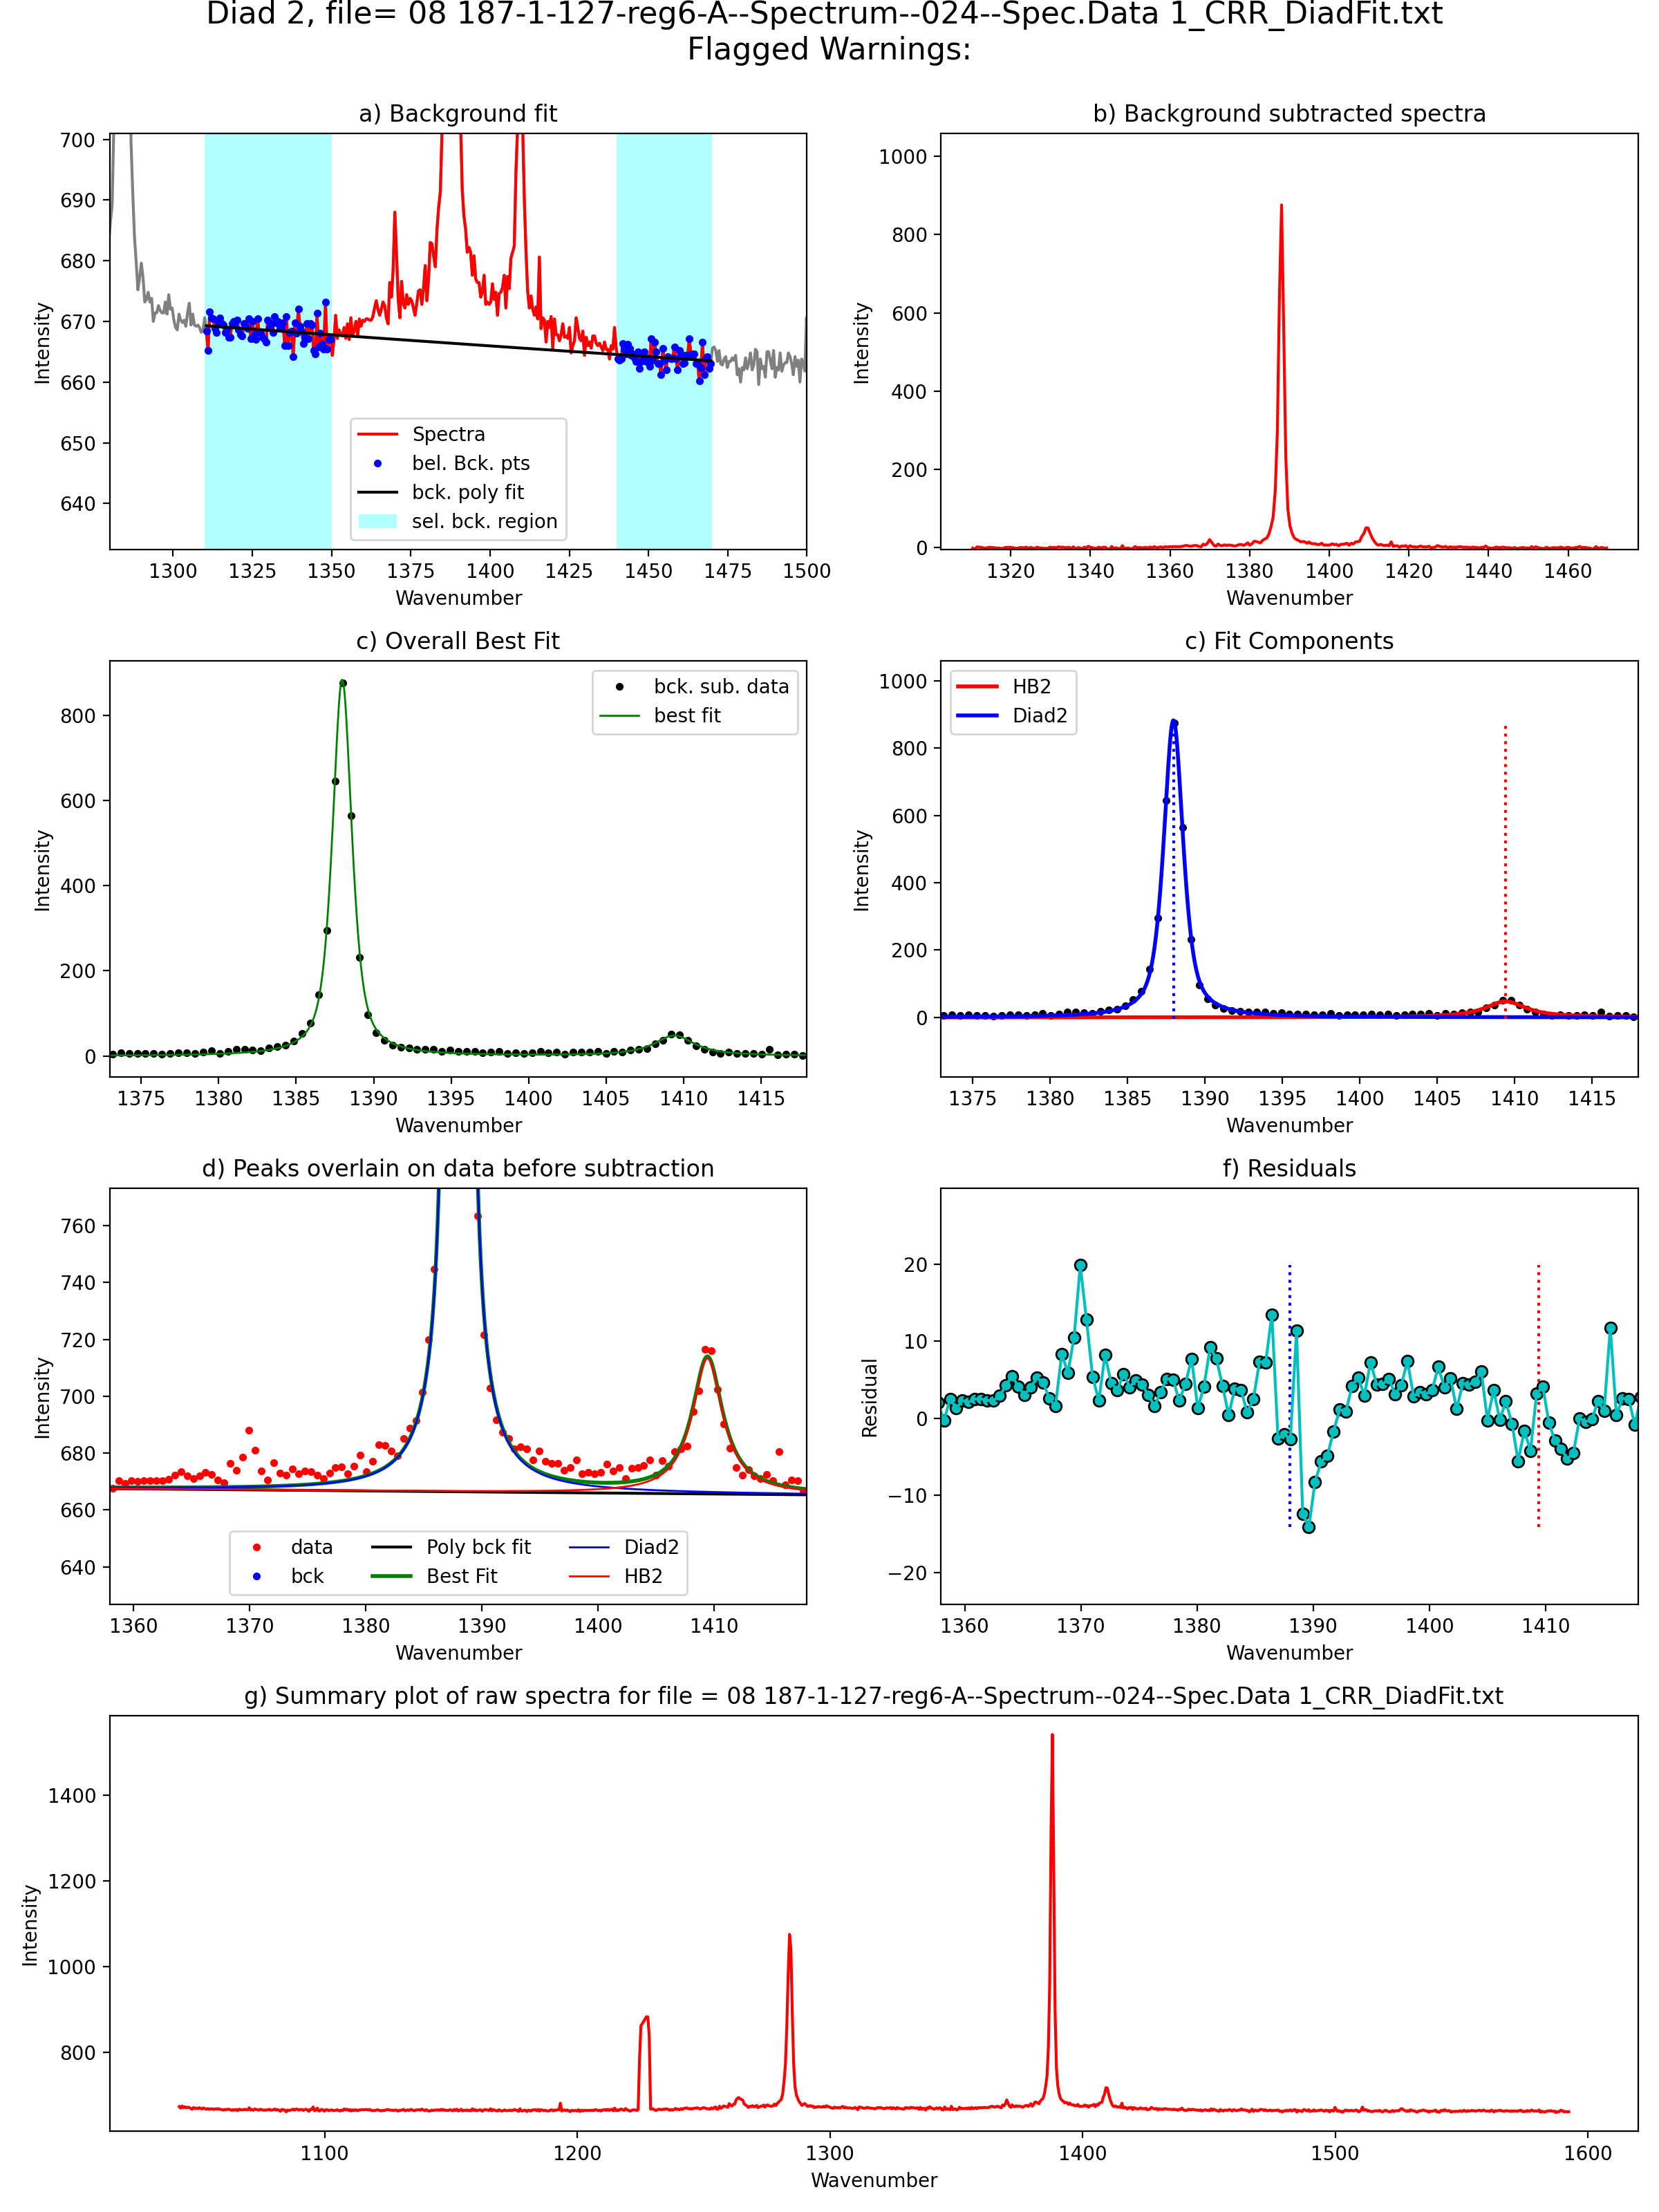 Diad 2, file= 08 187-1-127-reg6-A--Spectrum--024--Spec.Data 1_CRR_DiadFit.txt
Flagged Warnings:
a) Background fit
700
690
680
670
660
650
640
Intensity
Spectra
bel. Bck. pts
bck. poly fit
sel. bck. region
1300 1325 1350 1375 1400 1425 1450 1475 1500
Wavenumber
b) Background subtracted spectra
1000
800
600
400
200
0
Intensity
1320 1340 1360 1380 1400 1420 1440 1460
Wavenumber
c) Overall Best Fit
800
600
400
200
0
Intensity
bck. sub. data
best fit
1375 1380 1385 1390 1395 1400 1405 1410 1415
Wavenumber
c) Fit Components
1000
800
600
400
200
0
Intensity
HB2
Diad2
1375 1380 1385 1390 1395 1400 1405 1410 1415
Wavenumber
d) Peaks overlain on data before subtraction
760
740
720
700
680
660
640
Intensity
data
bck
Poly bck fit
Best Fit
Diad2
HB2
1360 1370 1380 1390 1400 1410
Wavenumber
f) Residuals
20
10
0
−10
−20
Residual
1360 1370 1380 1390 1400 1410
Wavenumber
g) Summary plot of raw spectra for file = 08 187-1-127-reg6-A--Spectrum--024--Spec.Data 1_CRR_DiadFit.txt
1400
1200
1000
800
Intensity
1100 1200 1300 1400 1500 1600
Wavenumber